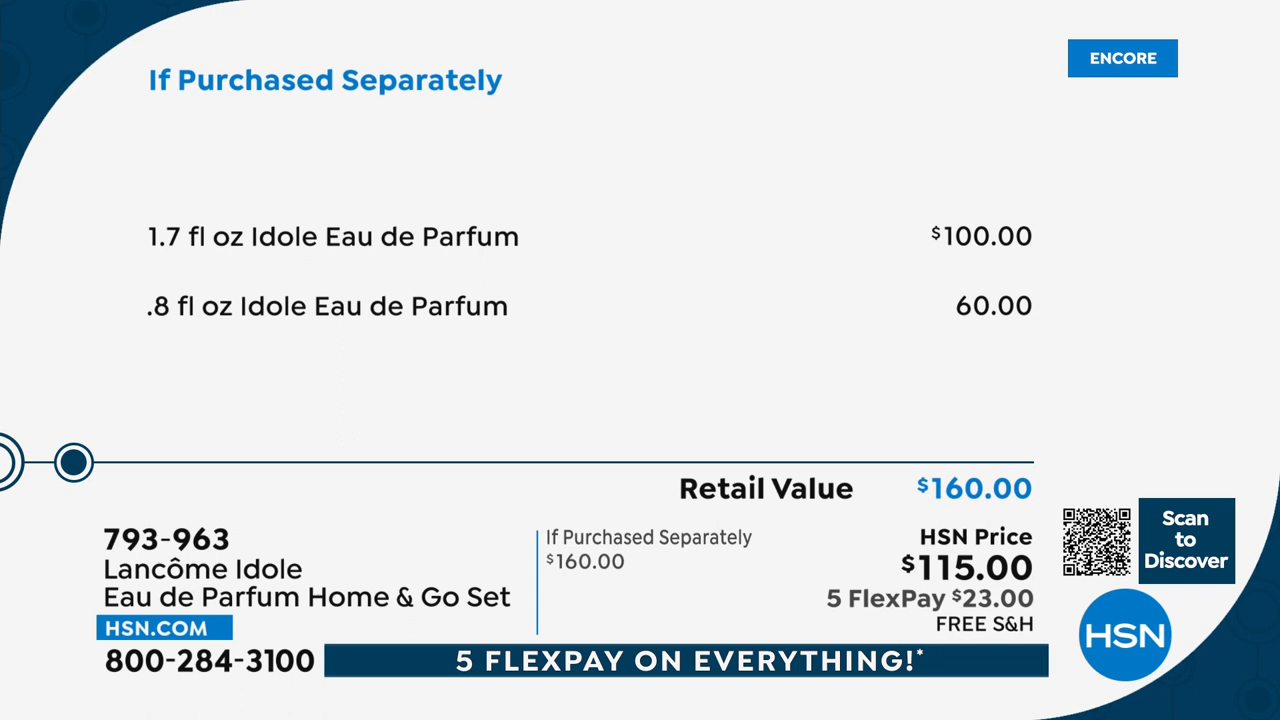 If Purchased Separately
ENCORE
1.7 fl oz Idole Eau de Parfum $100.00
.8 fl oz Idole Eau de Parfum 60.00
Retail Value $160.00
793-963
Lancôme Idole
Eau de Parfum Home & Go Set
HSN.COM
800-284-3100
If Purchased Separately
$160.00
HSN Price
$115.00
5 FlexPay $23.00
FREE S&H
5 FLEXPAY ON EVERYTHING!*
Scan
to
Discover
HSN